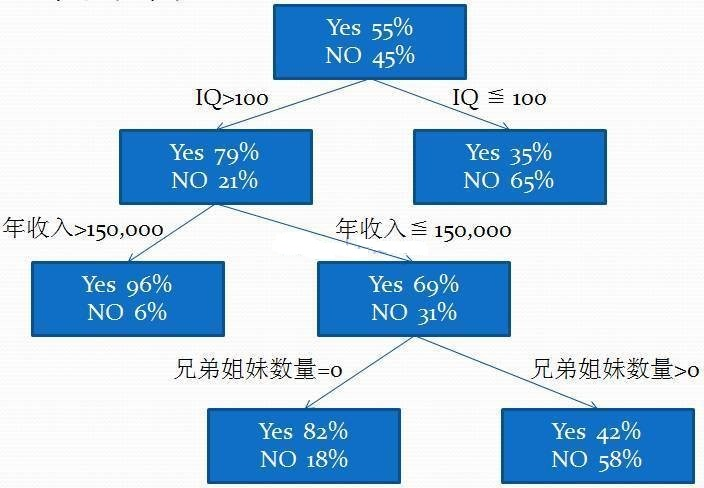 Yes 55%
NO 45%
IQ>100
IQ ≦ 100
Yes 79%
NO 21%
Yes 35%
NO 65%
年收入>150,000
年收入≦150,000
Yes 96%
NO 6%
Yes 69%
NO 31%
兄弟姐妹数量=0
兄弟姐妹数量>0
Yes 82%
NO 18%
Yes 42%
NO 58%